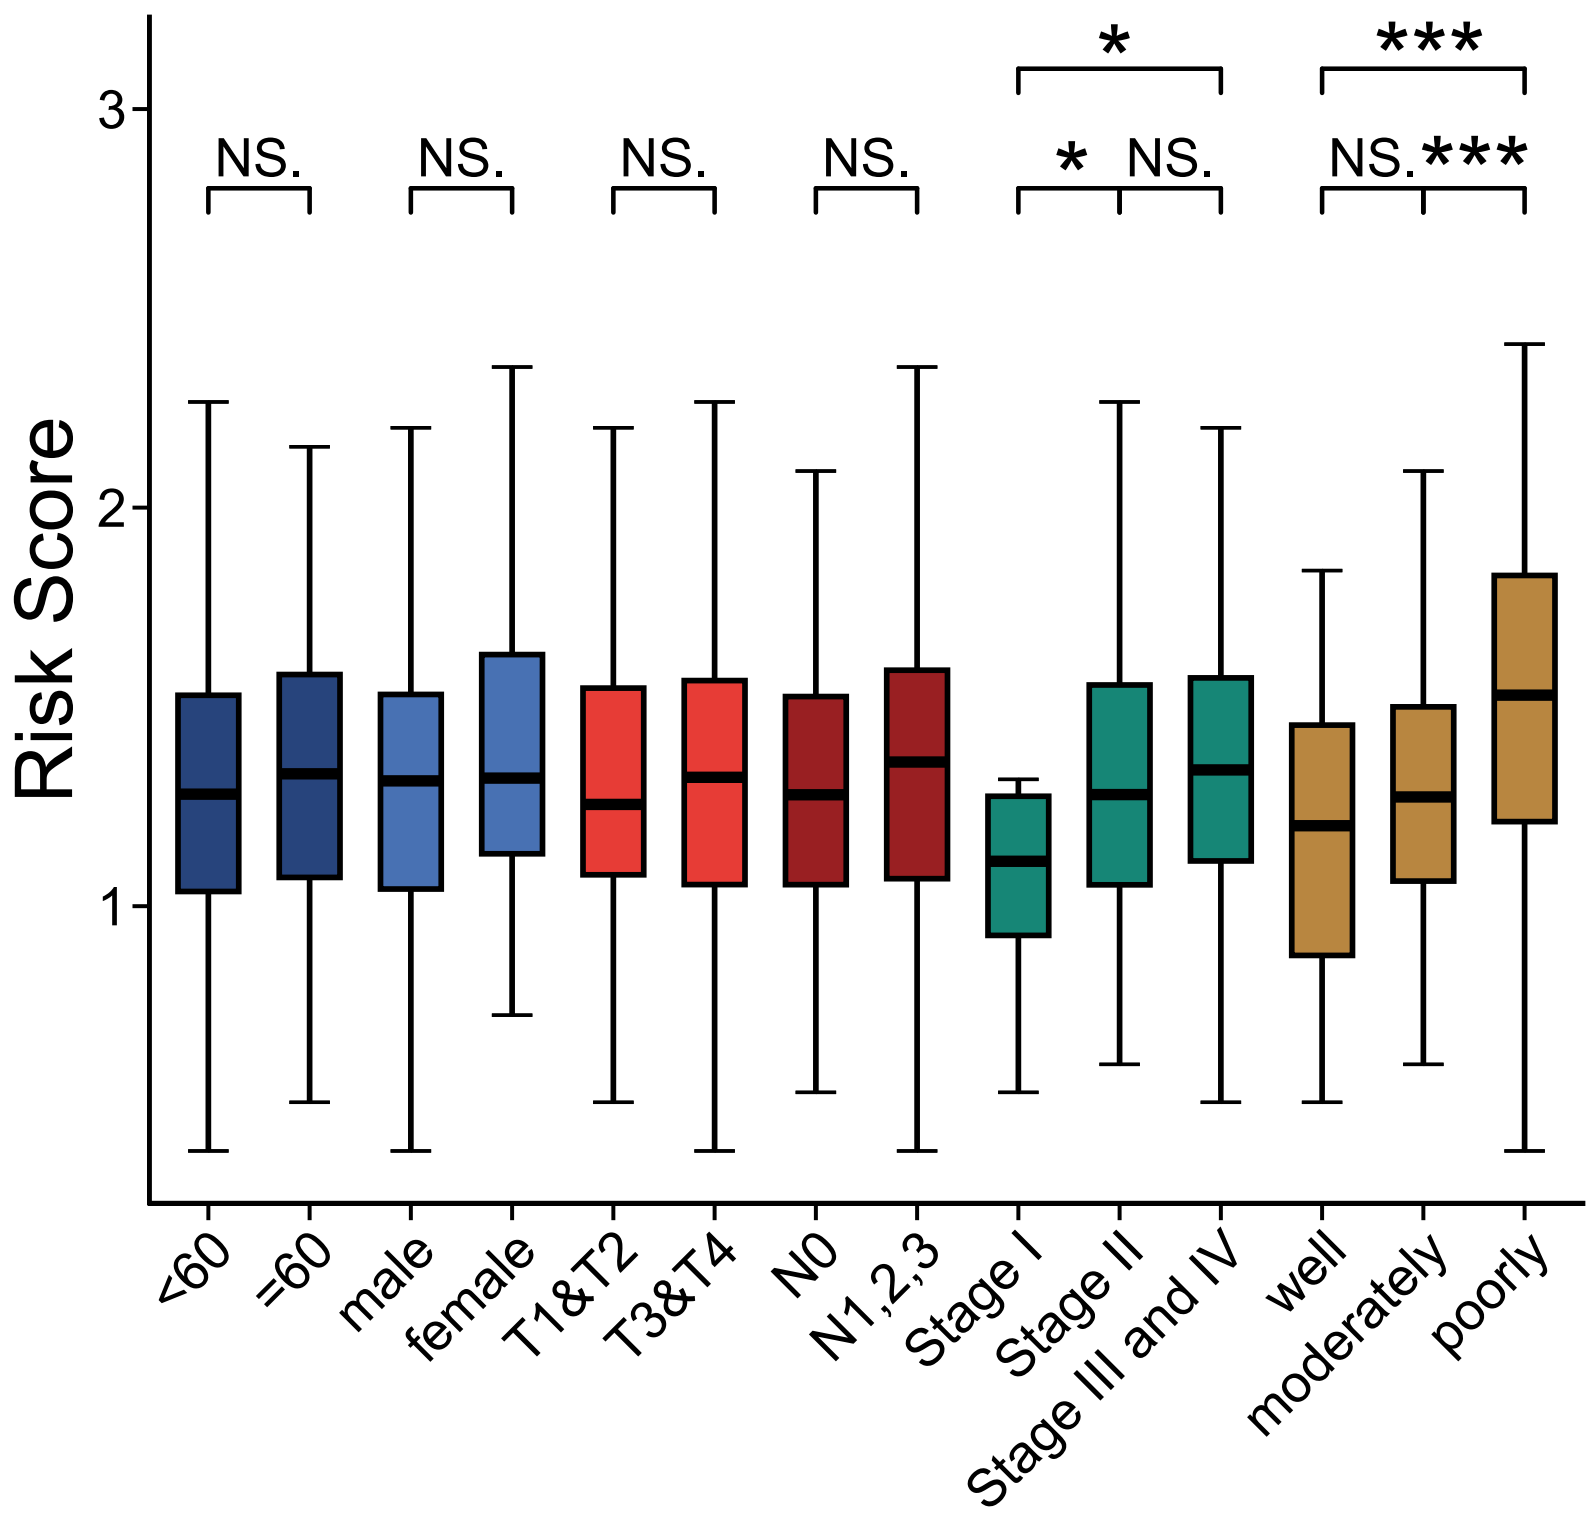 * ***
3
NS. NS. NS. NS. * NS. NS. ***
Risk Score
2
1
<60 =60 male female T1&T2 T3&T4 N0 N1,2,3 Stage I Stage II Stage III and IV well moderately poorly